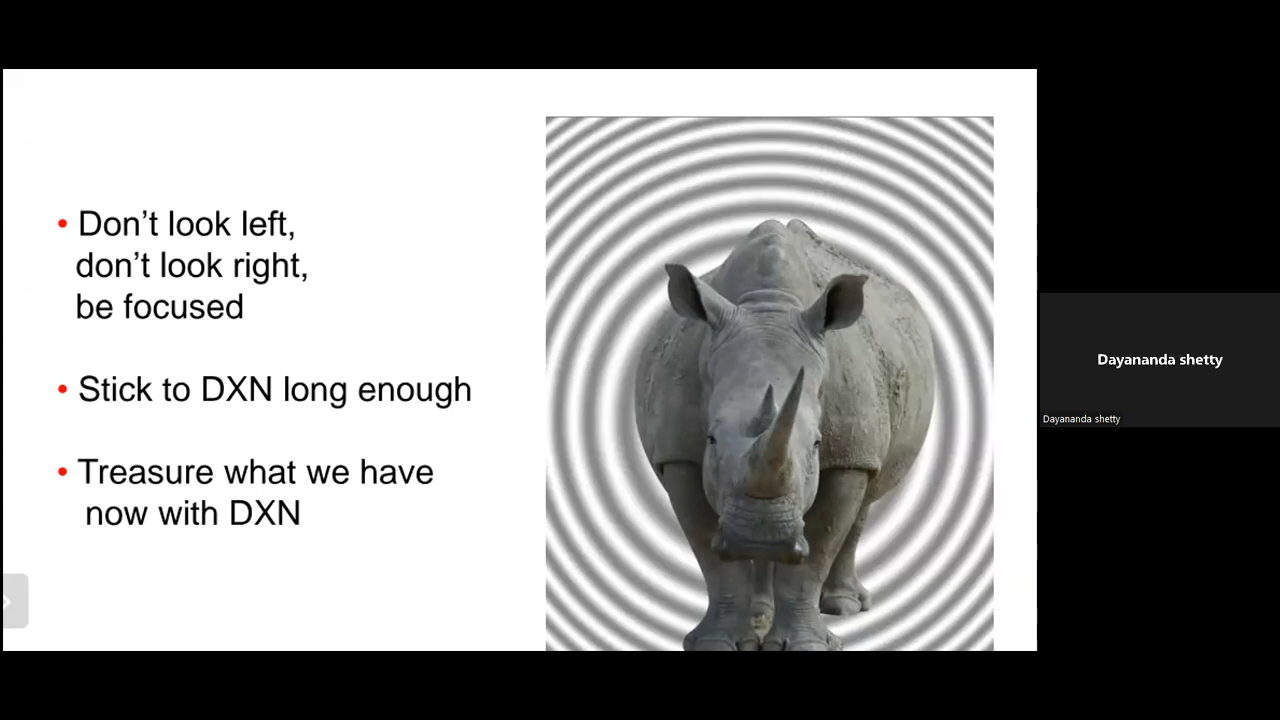 • Don’t look left,
don’t look right,
be focused
• Stick to DXN long enough
• Treasure what we have
now with DXN
Dayananda shetty
Dayananda shetty